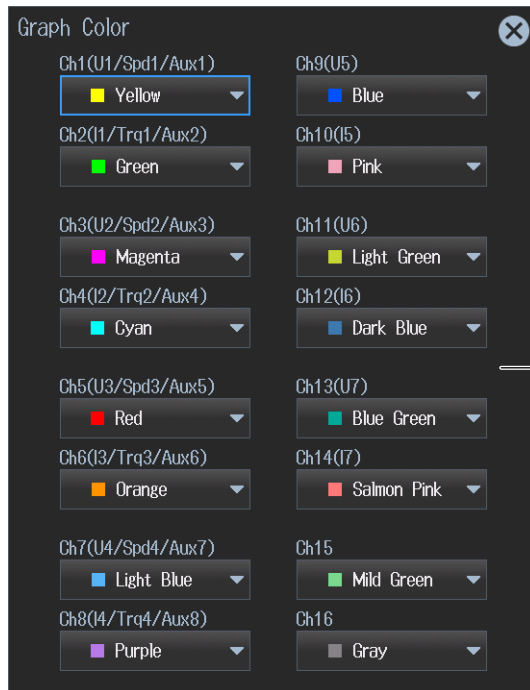 Graph Color
Ch1(U1/Spd1/Aux1)
Yellow
Ch2(I1/Trq1/Aux2)
Green
Ch3(U2/Spd2/Aux3)
Magenta
Ch4(I2/Trq2/Aux4)
Cyan
Ch5(U3/Spd3/Aux5)
Red
Ch6(I3/Trq3/Aux6)
Orange
Ch7(U4/Spd4/Aux7)
Light Blue
Ch8(I4/Trq4/Aux8)
Purple
Ch9(U5)
Blue
Ch10(I5)
Pink
Ch11(U6)
Light Green
Ch12(I6)
Dark Blue
Ch13(U7)
Blue Green
Ch14(I7)
Salmon Pink
Ch15
Mild Green
Ch16
Gray